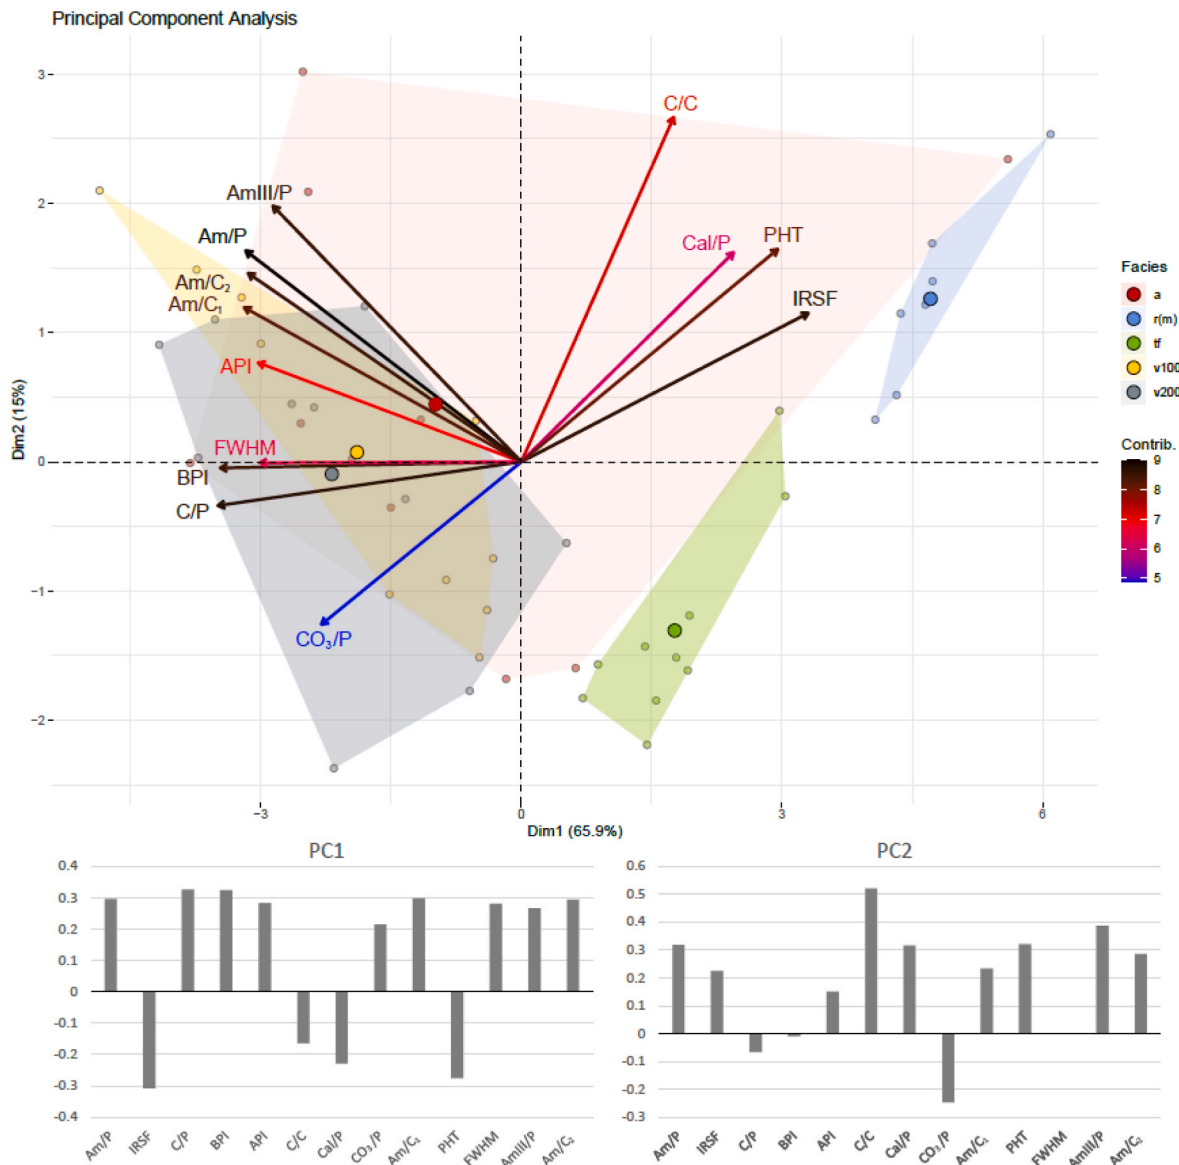 Principal Component Analysis
3
2
1
0
−1
−2
Dim2 (15%)
−3
0
3
6
Dim1 (65.9%)
C/C
AmIII/P
Am/P
Cal/P
PHT
Am/C₂
Am/C₁
IRSF
API
FWHM
BPI
C/P
CO₃/P
Facies
a
r(m)
tf
v100
v200
Contrib.
9
8
7
6
5
PC1
0.4
0.3
0.2
0.1
0
-0.1
-0.2
-0.3
-0.4
Am/P
IRSF
C/P
BPI
API
C/C
Cal/P
CO₃/P
Am/C₁
PHT
FWHM
AmIII/P
Am/C₂
PC2
0.6
0.5
0.4
0.3
0.2
0.1
0
-0.1
-0.2
-0.3
Am/P
IRSF
C/P
BPI
API
C/C
Cal/P
CO₃/P
Am/C₁
PHT
FWHM
AmIII/P
Am/C₂